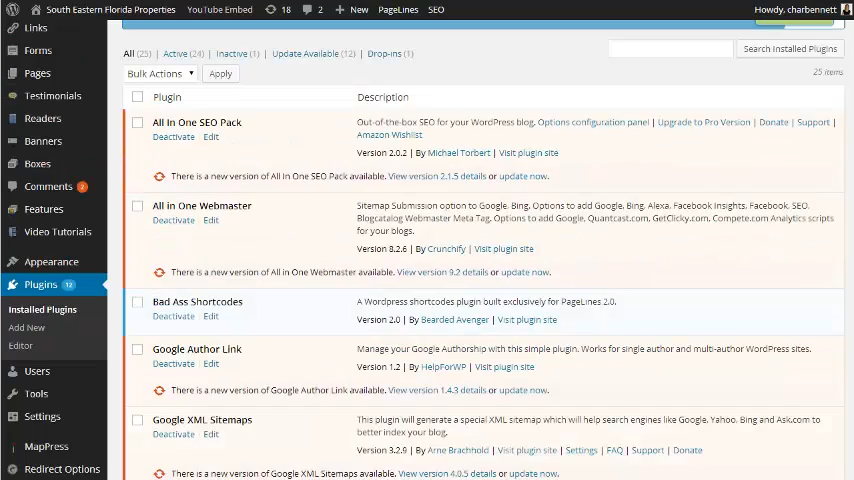 South Eastern Florida Properties YouTube Embed 18 2 New PageLines SEO Howdy, charbennett
Links
Forms
Pages
Testimonials
Readers
Banners
Boxes
Comments 2
Features
Video Tutorials
Appearance
Plugins 12
Installed Plugins
Add New
Editor
Users
Tools
Settings
MapPress
Redirect Options
All (25) | Active (24) | Inactive (1) | Update Available (12) | Drop-ins (1)
Search Installed Plugins
Bulk Actions Apply 25 items
Plugin Description
All In One SEO Pack
Deactivate | Edit
Out-of-the-box SEO for your WordPress blog. Options configuration panel | Upgrade to Pro Version | Donate | Support |
Amazon Wishlist
Version 2.0.2 | By Michael Torbert | Visit plugin site
There is a new version of All In One SEO Pack available. View version 2.1.5 details or update now.
All in One Webmaster
Deactivate | Edit
Sitemap Submission option to Google, Bing, Options to add Google, Bing, Alexa, Facebook Insights, Facebook, SEO,
Blogcatalog Webmaster Meta Tag. Options to add Google, Quantcast.com, GetClicky.com, Compete.com Analytics scripts
for your blogs.
Version 8.2.6 | By Crunchify | Visit plugin site
There is a new version of All in One Webmaster available. View version 9.2 details or update now.
Bad Ass Shortcodes
Deactivate | Edit
A Wordpress shortcodes plugin built exclusively for PageLines 2.0.
Version 2.0 | By Bearded Avenger | Visit plugin site
Google Author Link
Deactivate | Edit
Manage your Google Authorship with this simple plugin. Works for single author and multi-author WordPress sites.
Version 1.2 | By HelpForWP | Visit plugin site
There is a new version of Google Author Link available. View version 1.4.3 details or update now.
Google XML Sitemaps
Deactivate | Edit
This plugin will generate a special XML sitemap which will help search engines like Google, Yahoo, Bing and Ask.com to
better index your blog.
Version 3.2.9 | By Arne Brachhold | Visit plugin site | Settings | FAQ | Support | Donate
There is a new version of Google XML Sitemaps available. View version 4.0.5 details or update now.